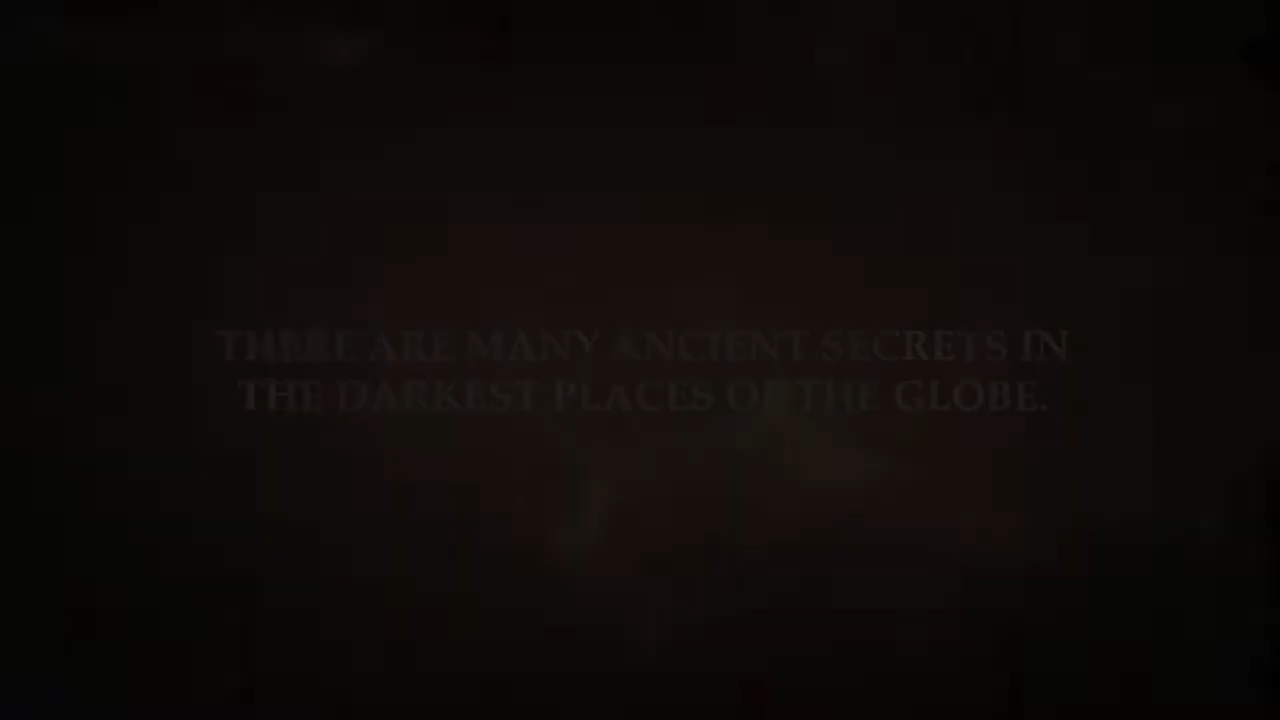 THERE ARE MANY ANCIENT SECRETS IN
THE DARKEST PLACES OF THE GLOBE.